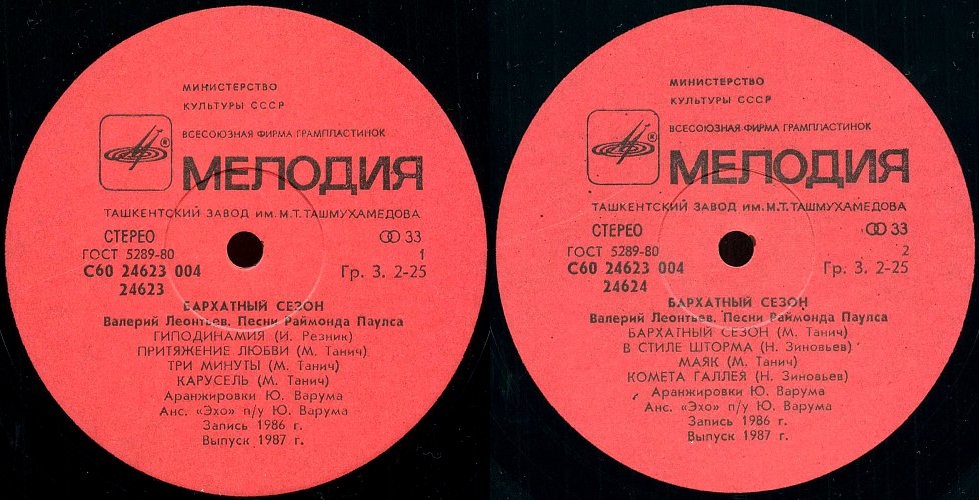 МИНИСТЕРСТВО
КУЛЬТУРЫ СССР
ВСЕСОЮЗНАЯ ФИРМА ГРАМПЛАСТИНОК
МЕЛОДИЯ
ТАШКЕНТСКИЙ ЗАВОД ИМ. М.Т. ТАШМУХАМЕДОВА
СТЕРЕО 33
ГОСТ 5289-80 1
С60 24623 004 Гр. 3. 2-25
24623
БАРХАТНЫЙ СЕЗОН
Валерий Леонтьев. Песни Раймонда Паулса
ГИПОДИНАМИЯ (И. Резник)
ПРИТЯЖЕНИЕ ЛЮБВИ (М. Танич)
ТРИ МИНУТЫ (М. Танич)
КАРУСЕЛЬ (М. Танич)
Аранжировки Ю. Варума
Анс. «Эхо» п/у Ю. Варума
Запись 1986 г.
Выпуск 1987 г.
МИНИСТЕРСТВО
КУЛЬТУРЫ СССР
ВСЕСОЮЗНАЯ ФИРМА ГРАМПЛАСТИНОК
МЕЛОДИЯ
ТАШКЕНТСКИЙ ЗАВОД ИМ. М.Т. ТАШМУХАМЕДОВА
СТЕРЕО 33
ГОСТ 5289-80 2
С60 24623 004 Гр. 3. 2-25
24624
БАРХАТНЫЙ СЕЗОН
Валерий Леонтьев. Песни Раймонда Паулса
БАРХАТНЫЙ СЕЗОН (М. Танич)
В СТИЛЕ ШТОРМА (Н. Зиновьев)
МАЯК (М. Танич)
КОМЕТА ГАЛЛЕЯ (Н. Зиновьев)
Аранжировки Ю. Варума
Анс. «Эхо» п/у Ю. Варума
Запись 1986 г.
Выпуск 1987 г.